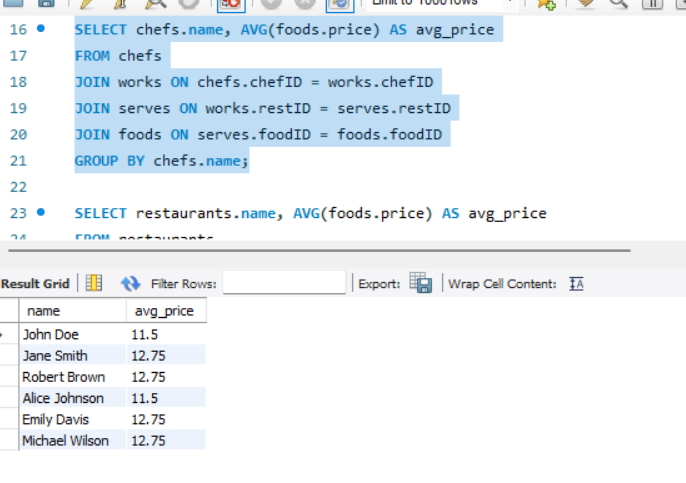 Limit to 1000 rows
16 SELECT chefs.name, AVG(foods.price) AS avg_price
17 FROM chefs
18 JOIN works ON chefs.chefID = works.chefID
19 JOIN serves ON works.restID = serves.restID
20 JOIN foods ON serves.foodID = foods.foodID
21 GROUP BY chefs.name;
22
23 SELECT restaurants.name, AVG(foods.price) AS avg_price
24 FROM restaurants
Result Grid Filter Rows: Export: Wrap Cell Content: IA
name avg_price
John Doe 11.5
Jane Smith 12.75
Robert Brown 12.75
Alice Johnson 11.5
Emily Davis 12.75
Michael Wilson 12.75